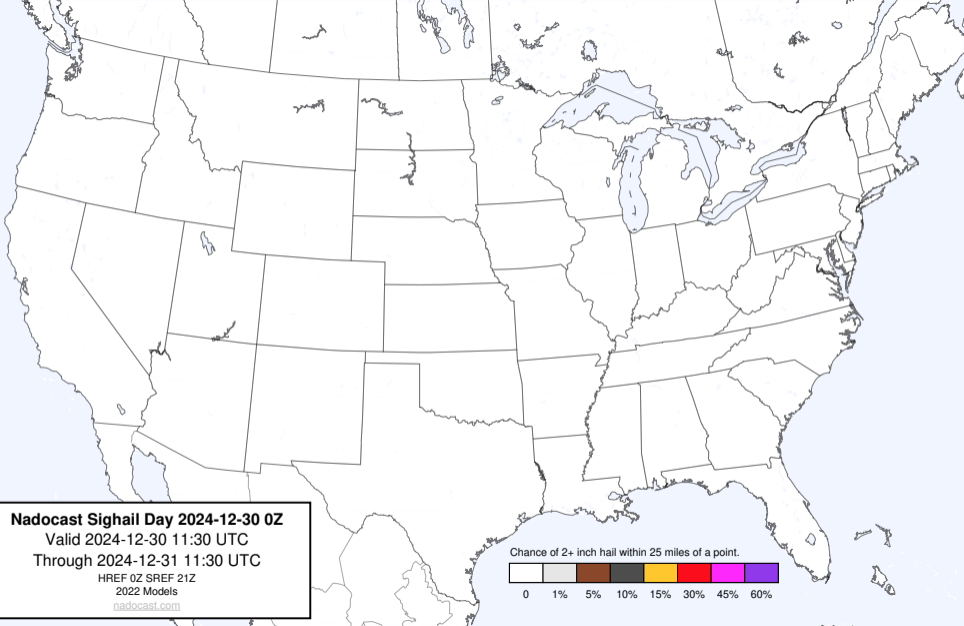 Nadocast Sighail Day 2024-12-30 0Z
Valid 2024-12-30 11:30 UTC
Through 2024-12-31 11:30 UTC
HREF 0Z SREF 21Z
2022 Models
nadocast.com
Chance of 2+ inch hail within 25 miles of a point.
0 1% 5% 10% 15% 30% 45% 60%